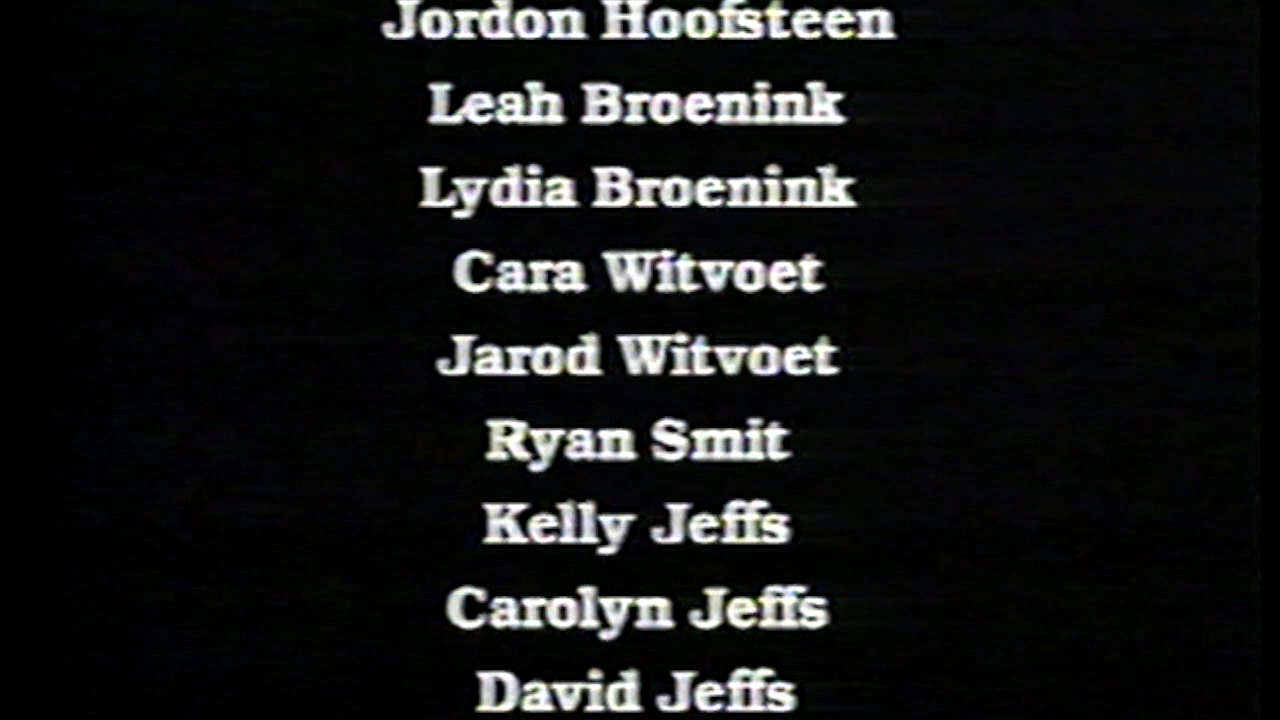 Jordon Hoofsteen
Leah Broenink
Lydia Broenink
Cara Witvoet
Jarod Witvoet
Ryan Smit
Kelly Jeffs
Carolyn Jeffs
David Jeffs